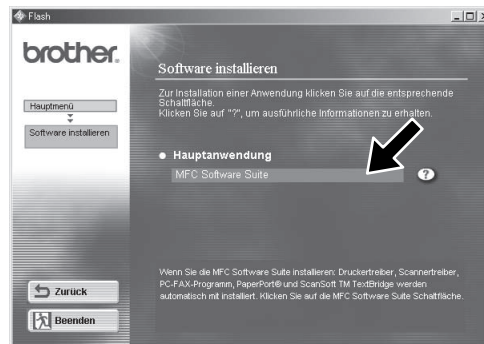 Flash
brother.
Software installieren
Zur Installation einer Anwendung klicken Sie auf die entsprechende
Schaltfläche.
Klicken Sie auf "?", um ausführliche Informationen zu erhalten.
Hauptmenü
Software installieren
Hauptanwendung
MFC Software Suite
?
Wenn Sie die MFC Software Suite installieren: Druckertreiber, Scannertreiber,
PC-FAX-Programm, PaperPort® und ScanSoft TM TextBridge werden
automatisch mit installiert. Klicken Sie auf die MFC Software Suite Schaltfläche.
Zurück
Beenden